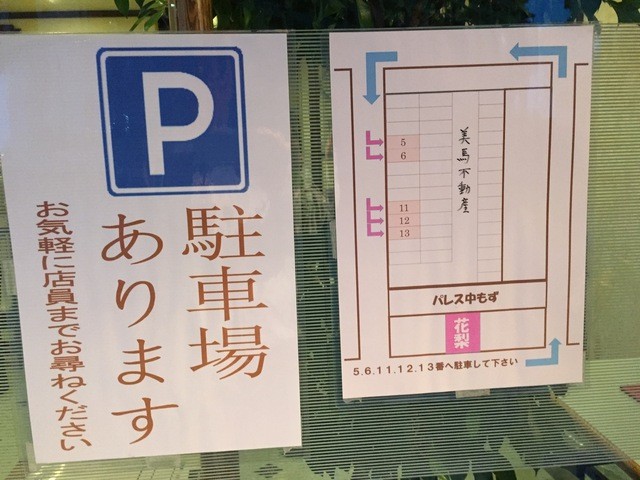 P
駐車場
あります
お気軽に店員までお尋ねください
5
6
11
12
13
美馬不動産
パレス中もず
花梨
5.6.11.12.13番へ駐車して下さい